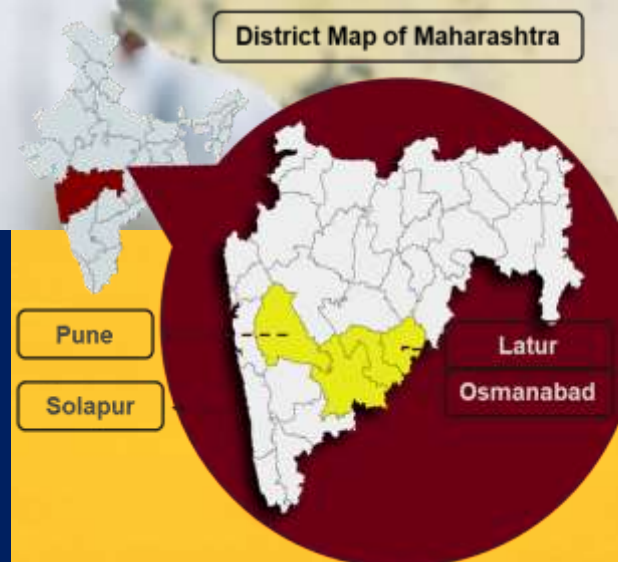 District Map of Maharashtra
Pune
Solapur
Latur
Osmanabad